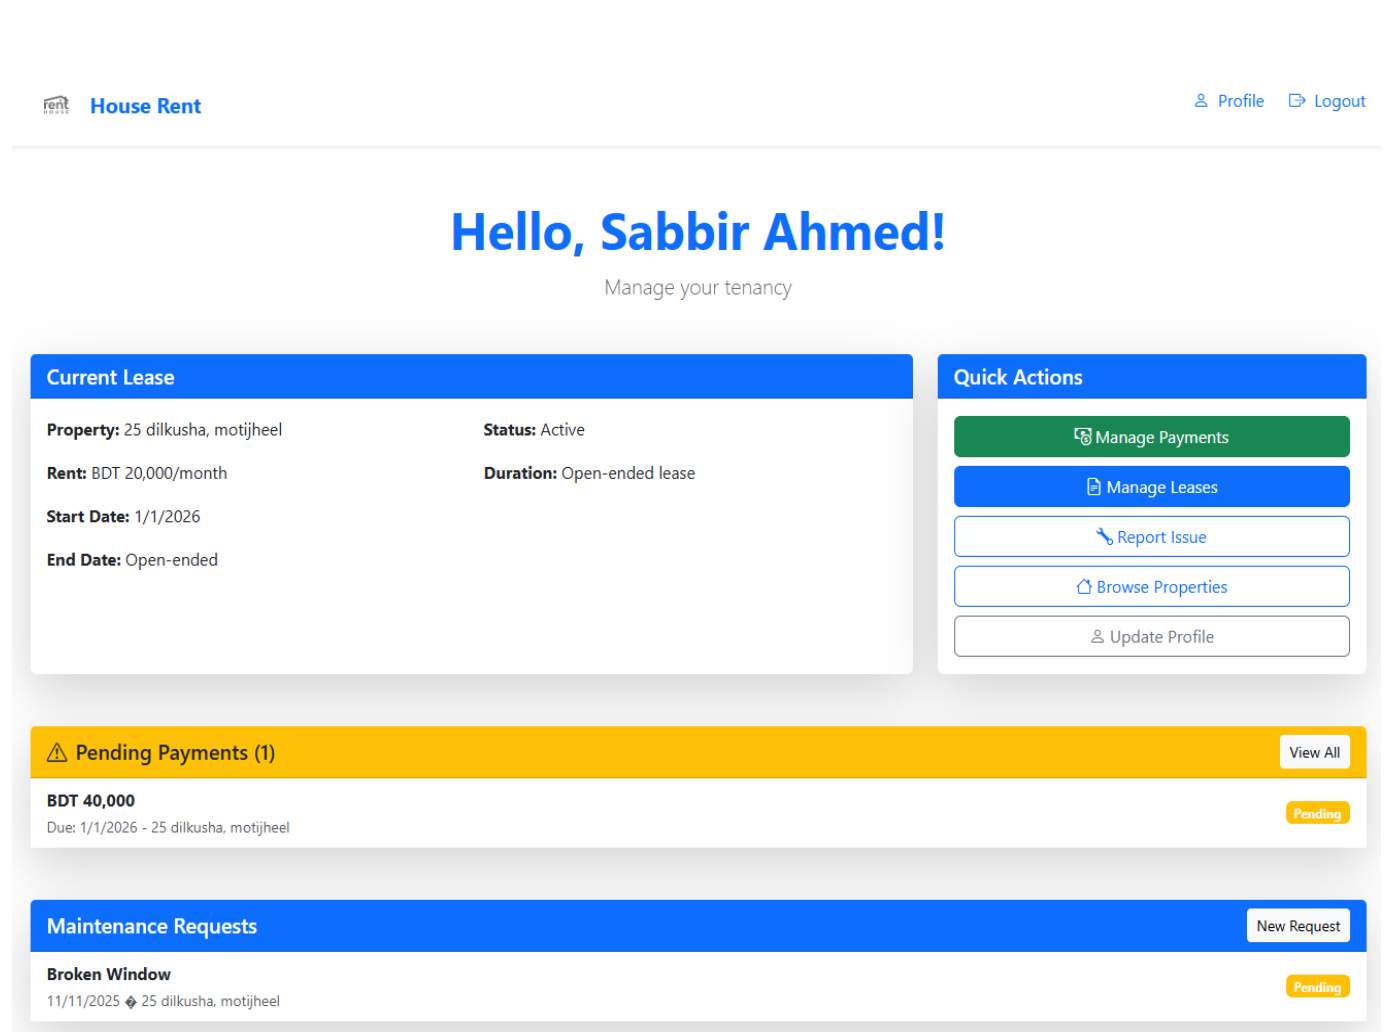 rent
HOUSE
House Rent
Profile
Logout
Hello, Sabbir Ahmed!
Manage your tenancy
Current Lease
Property: 25 dilkusha, motijheel
Status: Active
Rent: BDT 20,000/month
Duration: Open-ended lease
Start Date: 1/1/2026
End Date: Open-ended
Quick Actions
Manage Payments
Manage Leases
Report Issue
Browse Properties
Update Profile
Pending Payments (1)
View All
BDT 40,000
Due: 1/1/2026 - 25 dilkusha, motijheel
Pending
Maintenance Requests
New Request
Broken Window
11/11/2025 � 25 dilkusha, motijheel
Pending